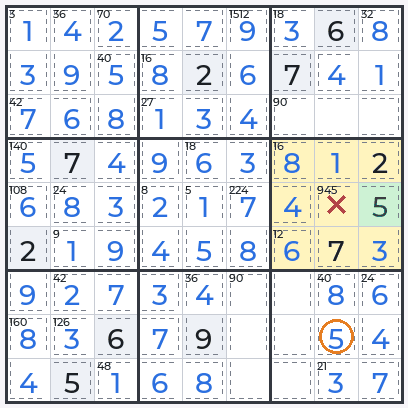 3 36 70 1512 18 32
1 4 2 5 7 9 3 6 8
40 16
3 9 5 8 2 6 7 4 1
42 27 90
7 6 8 1 3 4
140 18 16
5 7 4 9 6 3 8 1 2
108 24 8 5 224 945
6 8 3 2 1 7 4 × 5
9 12
2 1 9 4 5 8 6 7 3
42 36 90 40 24
9 2 7 3 4 8 6
160 126
8 3 6 7 9 5 4
48 21
4 5 1 6 8 3 7